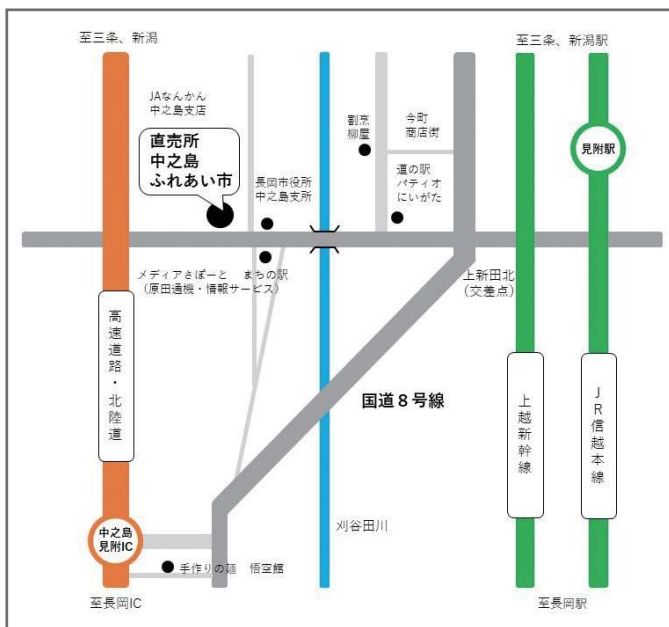 至三条、新潟
至三条、新潟駅
JAなんかん
中之島支店
直売所
中之島
ふれあい市
長岡市役所
中之島支所
割烹
柳屋
今町
商店街
道の駅
パティオ
にいがた
見附駅
メディアさぽーと　まちの駅
（原田通機・情報サービス）
上新田北
（交差点）
高速道路・北陸道
国道８号線
上越新幹線
ＪＲ信越本線
中之島
見附IC
刈谷田川
手作りの麺　悟空館
至長岡IC
至長岡駅